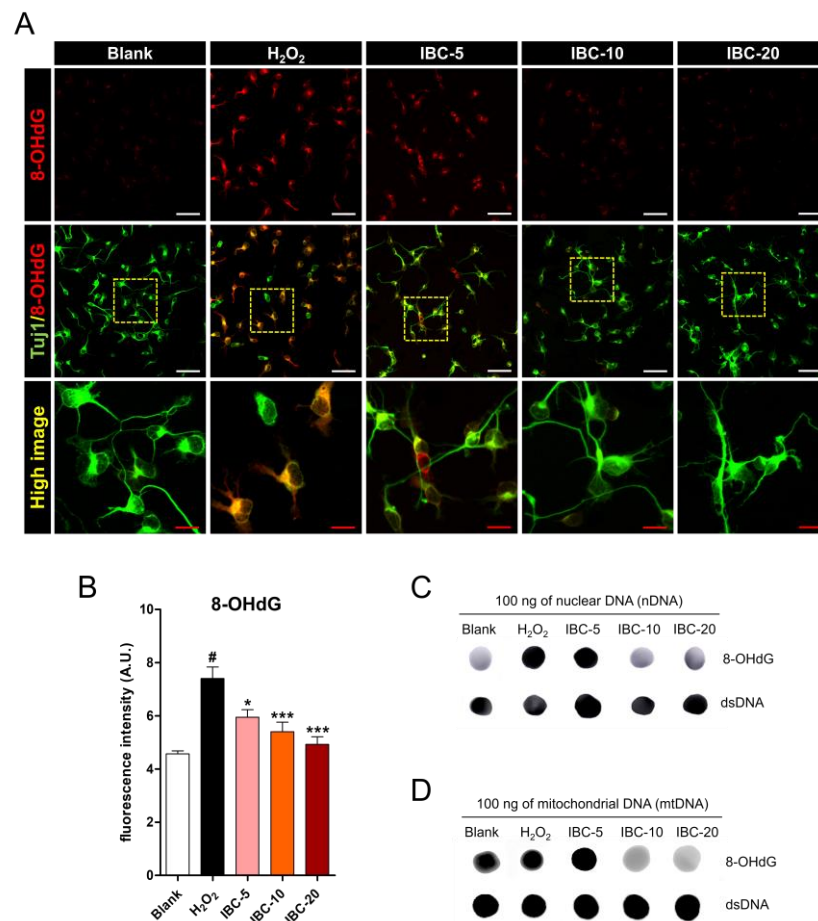 A
Blank H₂O₂ IBC-5 IBC-10 IBC-20
8-OHdG
Tuj1/8-OHdG
High image
B
8-OHdG
fluorescence intensity (A.U.)
10
8
6
4
2
0
#
*
***
***
Blank H₂O₂ IBC-5 IBC-10 IBC-20
C
100 ng of nuclear DNA (nDNA)
Blank H₂O₂ IBC-5 IBC-10 IBC-20
8-OHdG
dsDNA
D
100 ng of mitochondrial DNA (mtDNA)
Blank H₂O₂ IBC-5 IBC-10 IBC-20
8-OHdG
dsDNA